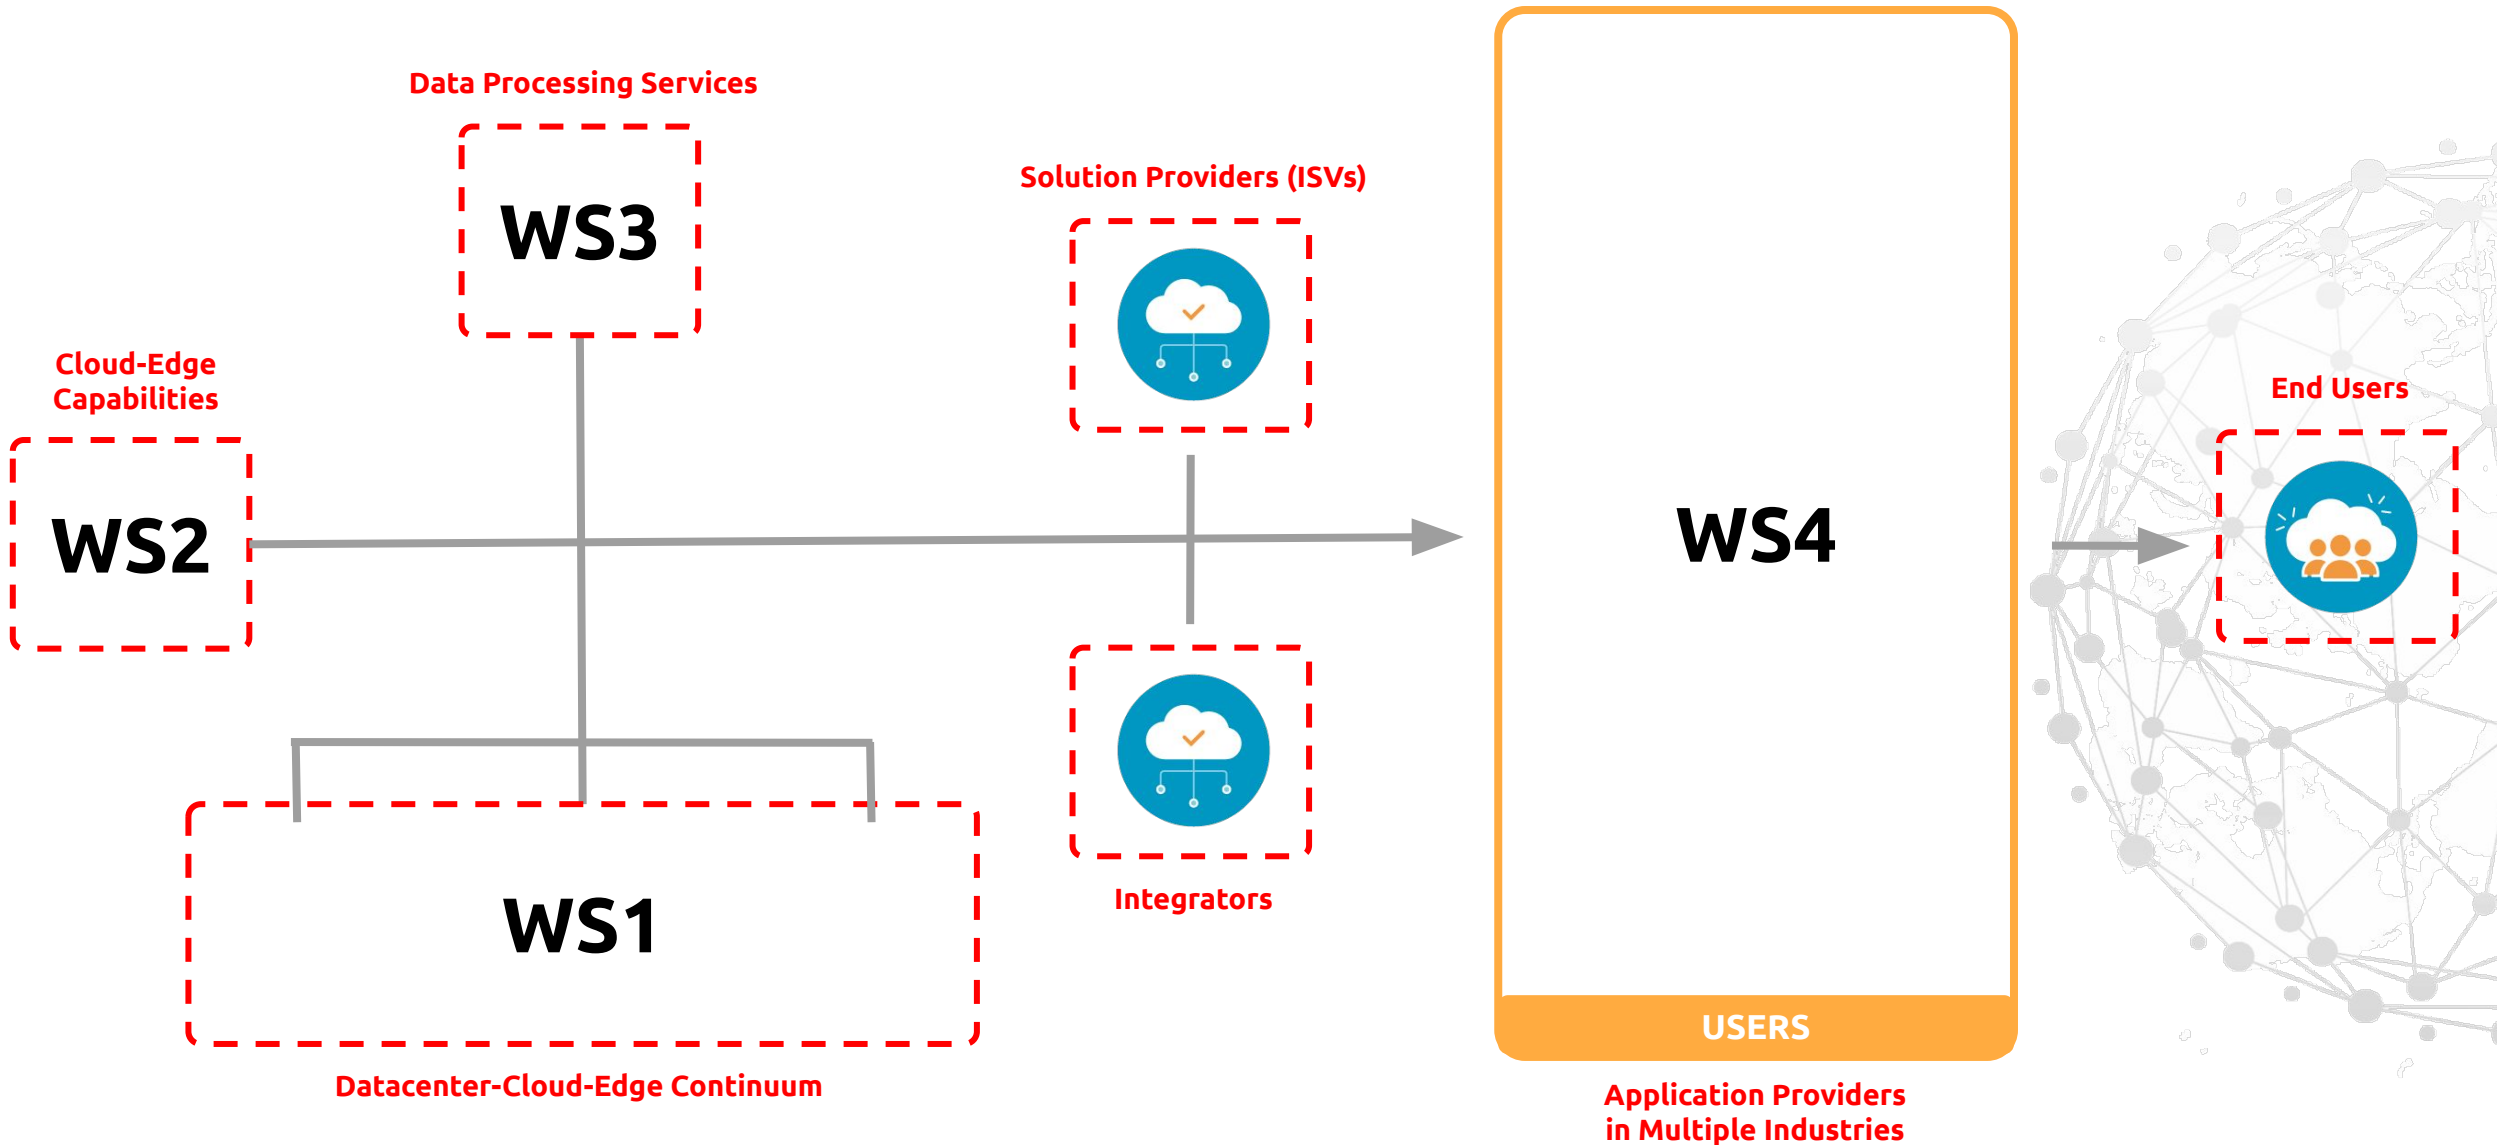 Data Processing Services
WS3
Solution Providers (ISVs)
Cloud-Edge
Capabilities
WS2
WS4
End Users
Integrators
WS1
USERS
Datacenter-Cloud-Edge Continuum
Application Providers
in Multiple Industries